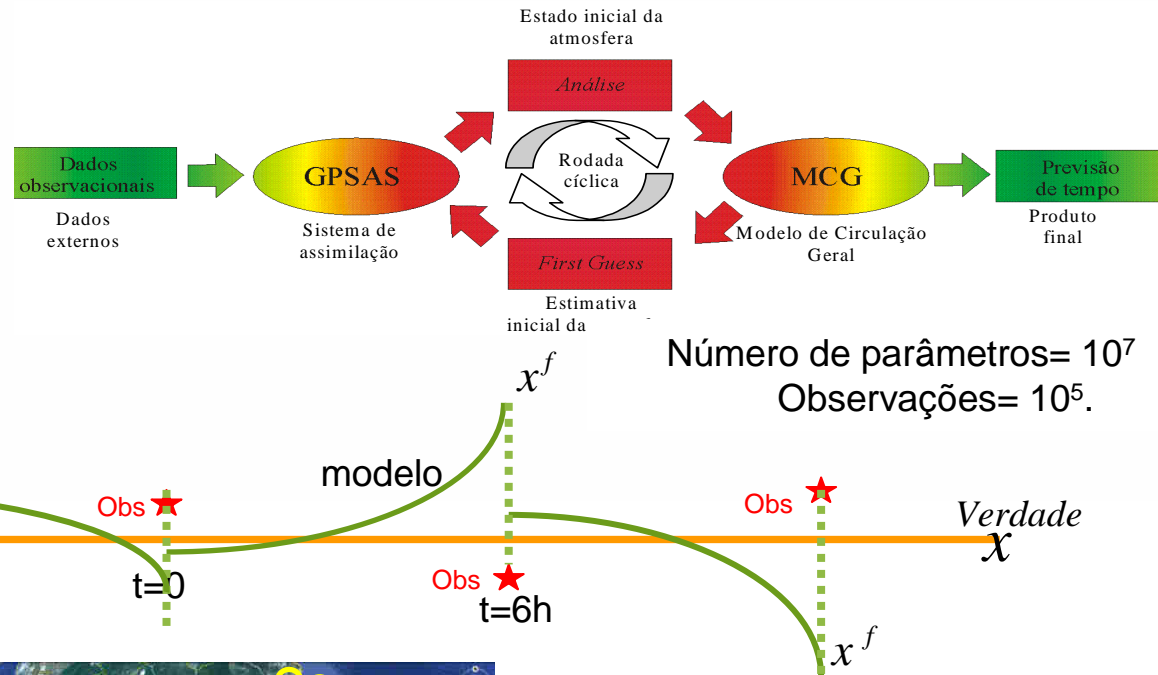 Estado inicial da
atmosfera
Análise
Dados
observacionais
GPSAS
Rodada
cíclica
MCG
Previsão
de tempo
Dados
externos
Sistema de
assimilação
Modelo de Circulação
Geral
Produto
final
First Guess
Estimativa
inicial da
Número de parâmetros= 10⁷
Observações= 10⁵.
x^f
modelo
Obs
Obs
Verdade
x
t=0
Obs
t=6h
x^f